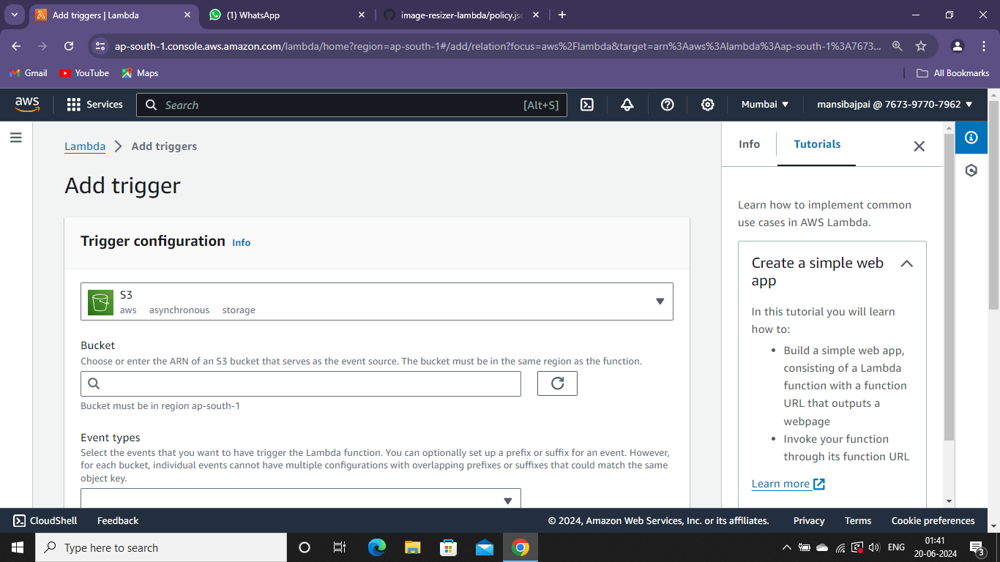 Add triggers | Lambda
(1) WhatsApp
image-resizer-lambda/policy.jso
ap-south-1.console.aws.amazon.com/lambda/home?region=ap-south-1#/add/relation?focus=aws%2Flambda&target=arn%3Aaws%3Alambda%3Aap-south-1%3A7673...
Gmail
YouTube
Maps
All Bookmarks
aws
Services
Search
[Alt+S]
Mumbai
mansibajpai @ 7673-9770-7962
Lambda
Add triggers
Add trigger
Trigger configuration Info
S3
aws asynchronous storage
Bucket
Choose or enter the ARN of an S3 bucket that serves as the event source. The bucket must be in the same region as the function.
Bucket must be in region ap-south-1
Event types
Select the events that you want to have trigger the Lambda function. You can optionally set up a prefix or suffix for an event. However,
for each bucket, individual events cannot have multiple configurations with overlapping prefixes or suffixes that could match the same
object key.
Info
Tutorials
Learn how to implement common
use cases in AWS Lambda.
Create a simple web
app
In this tutorial you will learn
how to:
• Build a simple web app,
consisting of a Lambda
function with a function
URL that outputs a
webpage
• Invoke your function
through its function URL
Learn more
CloudShell
Feedback
© 2024, Amazon Web Services, Inc. or its affiliates.
Privacy
Terms
Cookie preferences
Type here to search
ENG
01:41
20-06-2024
3